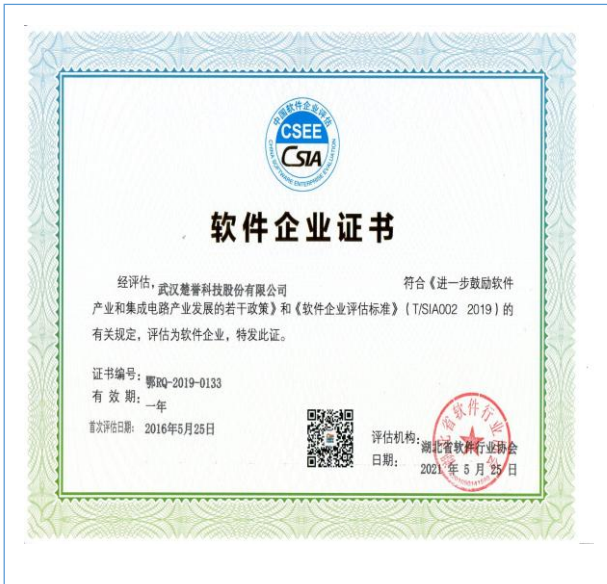 中国软件企业评估
CSEE
CSIA
CHINA SOFTWARE ENTERPRISE EVALUATION
软件企业证书
经评估，武汉楚誉科技股份有限公司 符合《进一步鼓励软件
产业和集成电路产业发展的若干政策》和《软件企业评估标准》（T/SIA002 2019）的
有关规定，评估为软件企业，特发此证。
证书编号：鄂RQ-2019-0133
有 效 期：一年
首次评估日期： 2016年5月25日
评估机构：湖北省软件行业协会
日期： 2021 年 5 月 25 日
湖北省软件行业协会